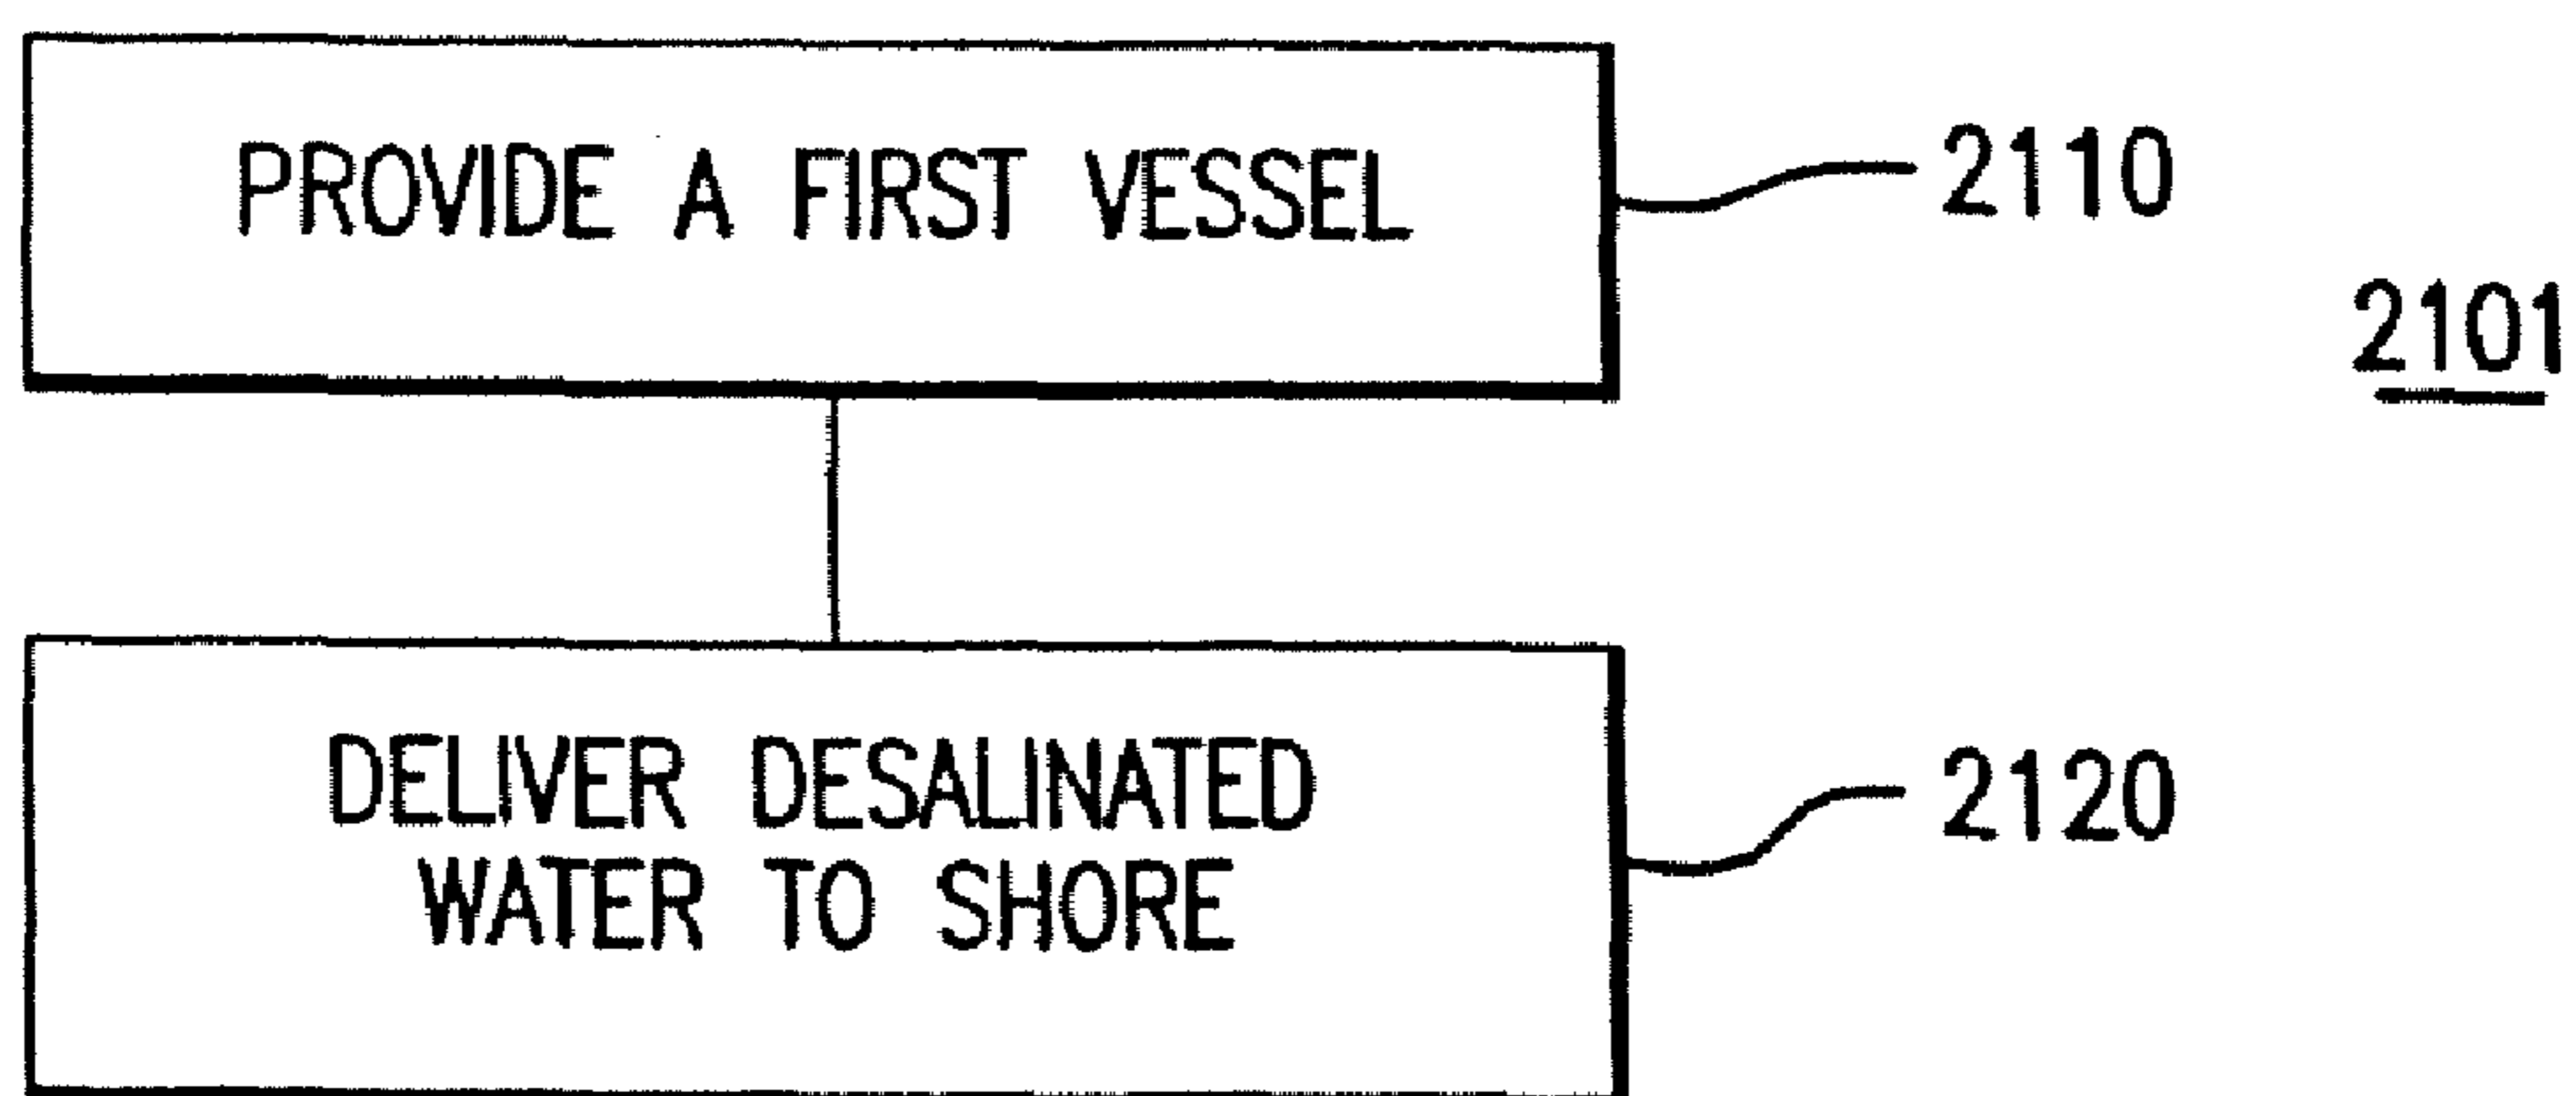 PROVIDE A FIRST VESSEL
2110
2101
DELIVER DESALINATED
WATER TO SHORE
2120